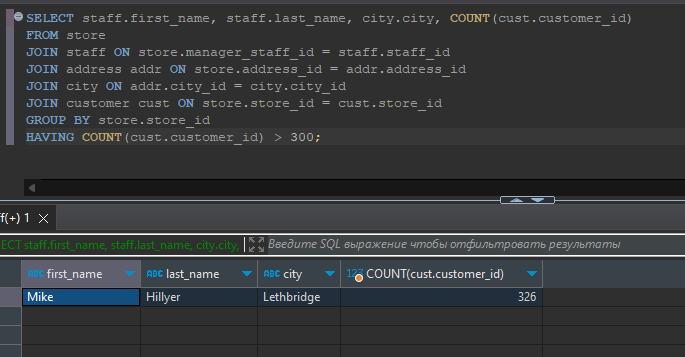 SELECT staff.first_name, staff.last_name, city.city, COUNT(cust.customer_id)
FROM store
JOIN staff ON store.manager_staff_id = staff.staff_id
JOIN address addr ON store.address_id = addr.address_id
JOIN city ON addr.city_id = city.city_id
JOIN customer cust ON store.store_id = cust.store_id
GROUP BY store.store_id
HAVING COUNT(cust.customer_id) > 300;
ff(+) 1
ECT staff.first_name, staff.last_name, city.city, Введите SQL выражение чтобы отфильтровать результаты
ABC first_name ABC last_name ABC city 123 COUNT(cust.customer_id)
Mike Hillyer Lethbridge 326